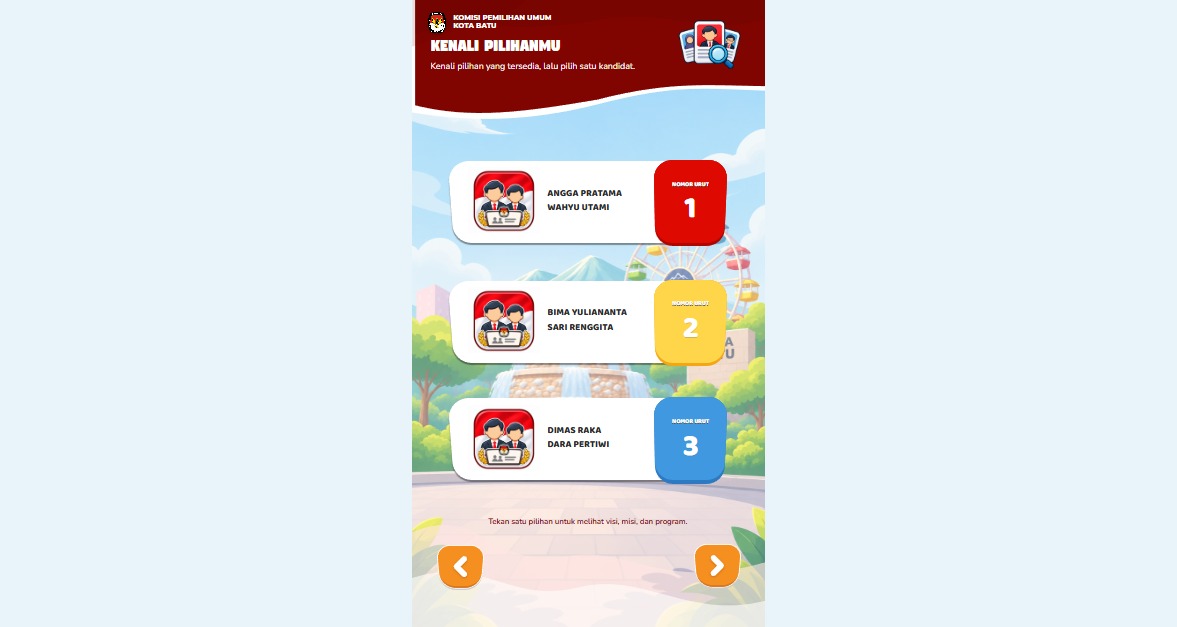 KOMISI PEMILIHAN UMUM
KOTA BATU
KENALI PILIHANMU
Kenali pilihan yang tersedia, lalu pilih satu kandidat.
ANGGA PRATAMA
WAHYU UTAMI
NOMOR URUT
1
BIMA YULIANANTA
SARI RENGGITA
NOMOR URUT
2
DIMAS RAKA
DARA PERTIWI
NOMOR URUT
3
Tekan satu pilihan untuk melihat visi, misi, dan program.